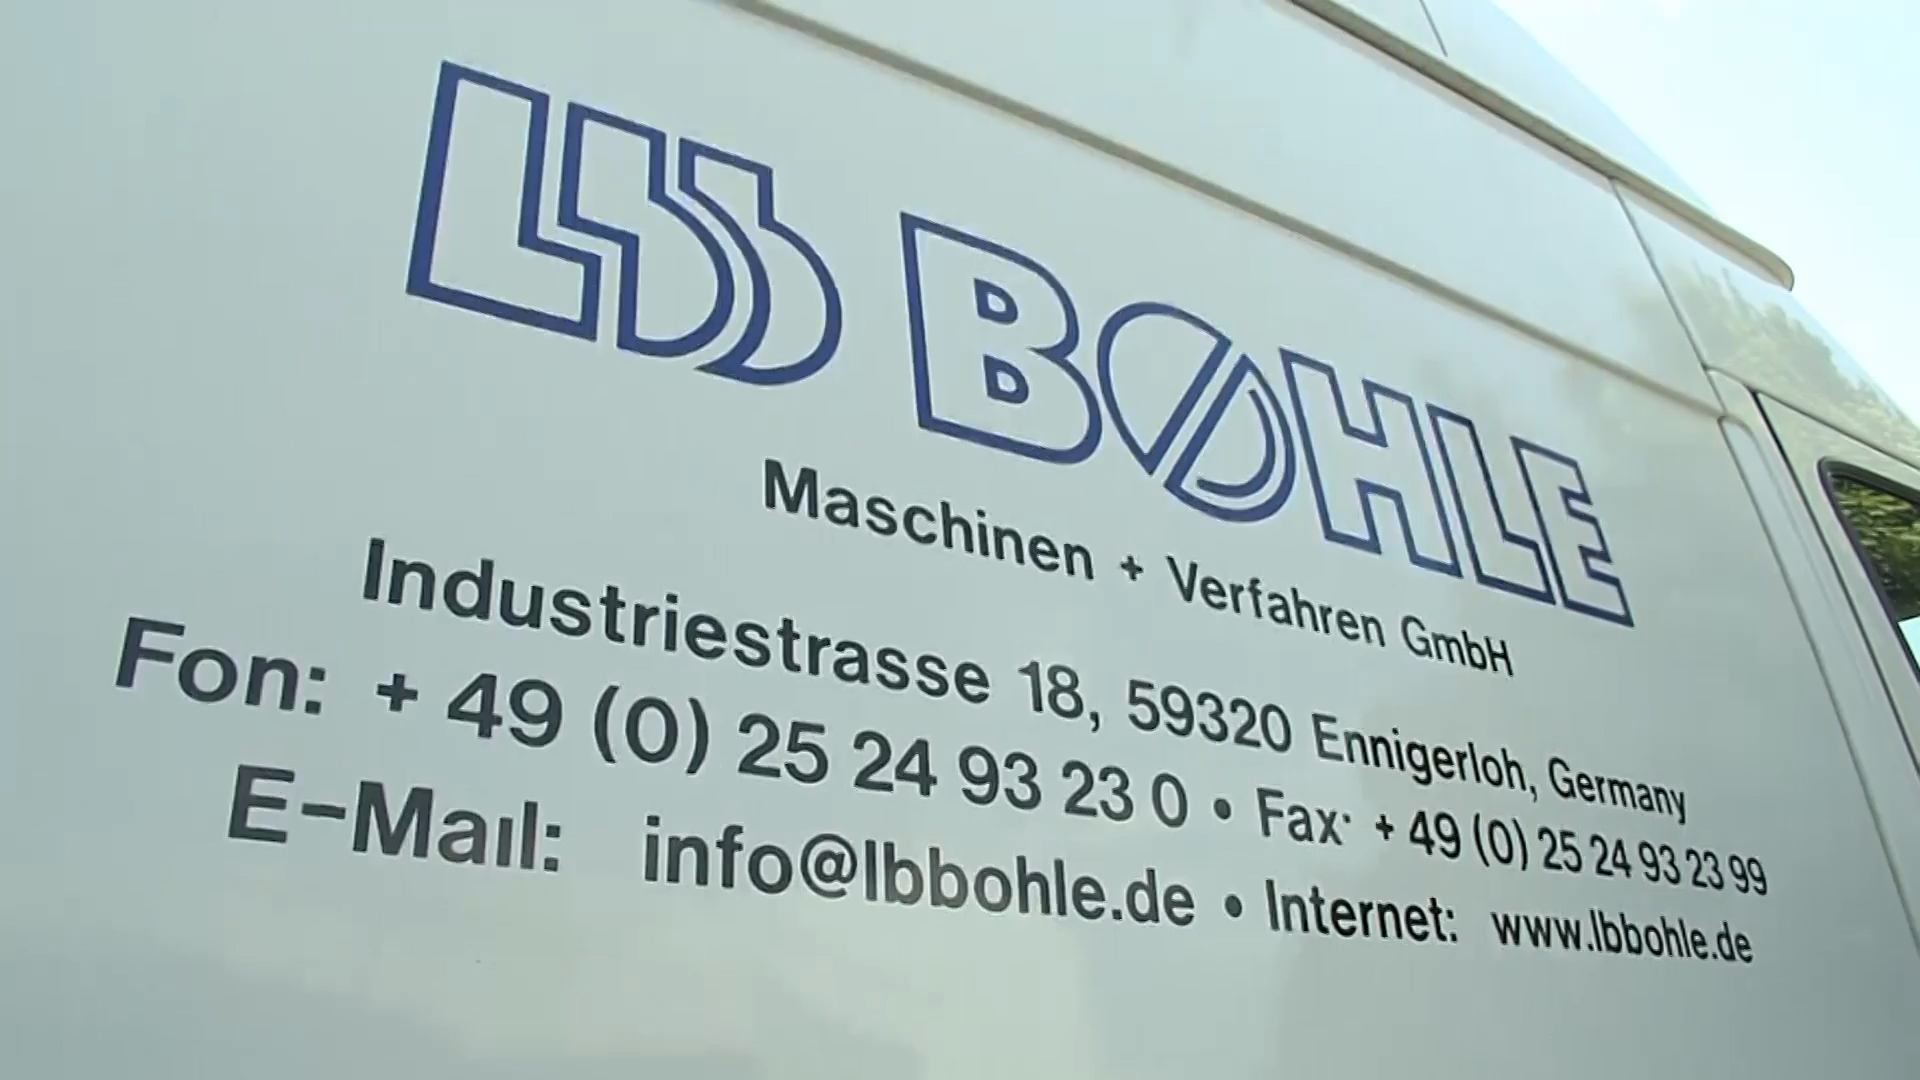 Lbb BOHLE
Maschinen + Verfahren GmbH
Industriestrasse 18, 59320 Ennigerloh, Germany
Fon: + 49 (0) 25 24 93 23 0 • Fax: + 49 (0) 25 24 93 23 99
E-Mail: info@lbbohle.de • Internet: www.lbbohle.de